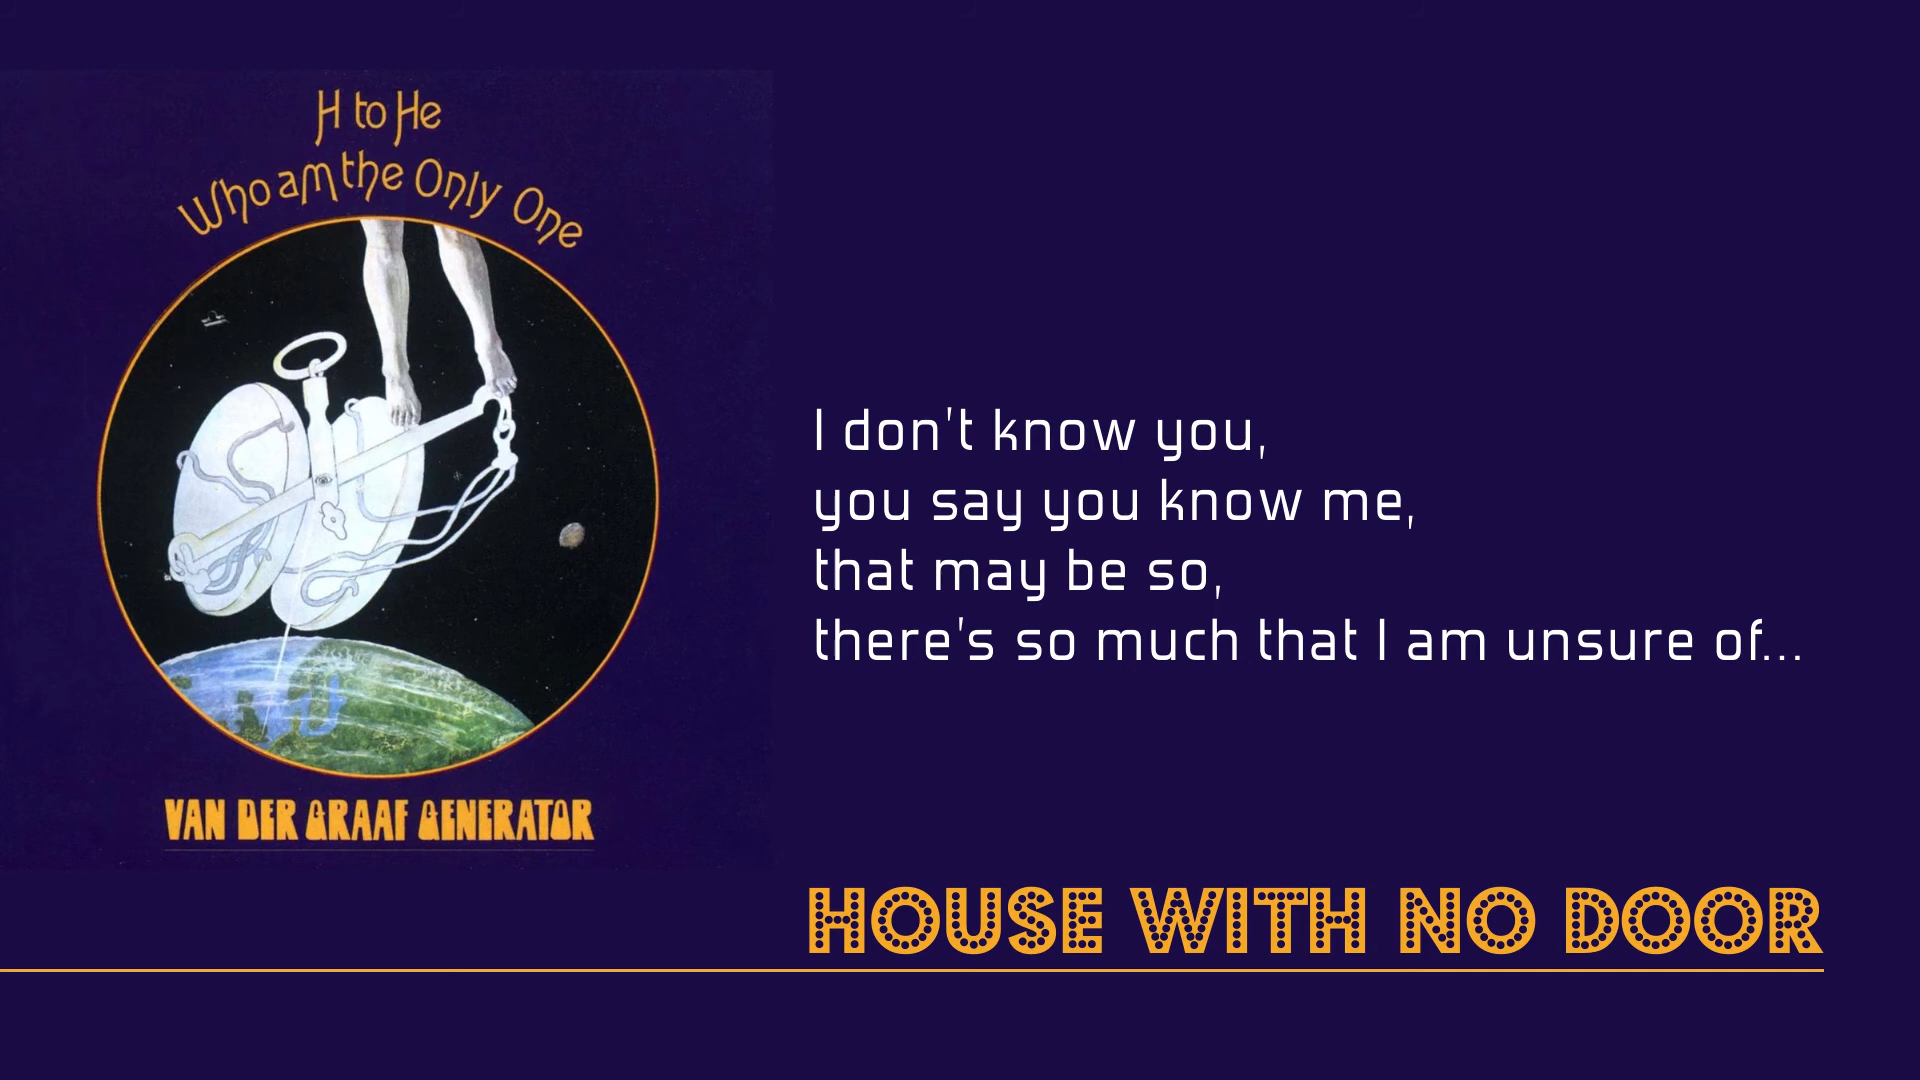 H to He
Who am the Only One
VAN DER GRAAF GENERATOR
I don't know you,
you say you know me,
that may be so,
there's so much that I am unsure of...
HOUSE WITH NO DOOR